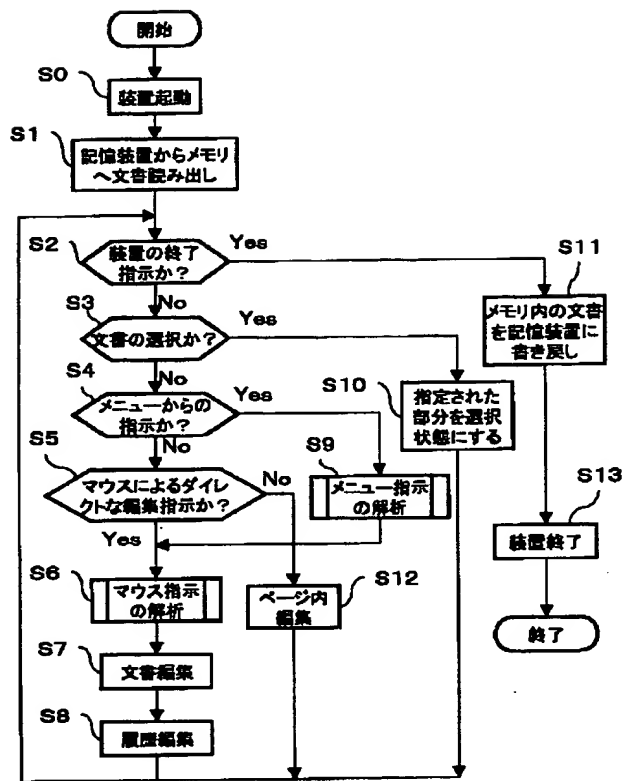 開始
S0
装置起動
S1
記憶装置からメモリ
へ文書読み出し
S2
装置の終了
指示か？
Yes
No
S11
メモリ内の文書
を記憶装置に
書き戻し
S3
文書の選択か？
Yes
No
S10
指定された
部分を選択
状態にする
S4
メニューからの
指示か？
Yes
No
S9
メニュー指示
の解析
S5
マウスによるダイレ
クトな編集指示か？
No
Yes
S13
装置終了
S6
マウス指示
の解析
S12
ページ内
編集
終了
S7
文書編集
S8
履歴編集